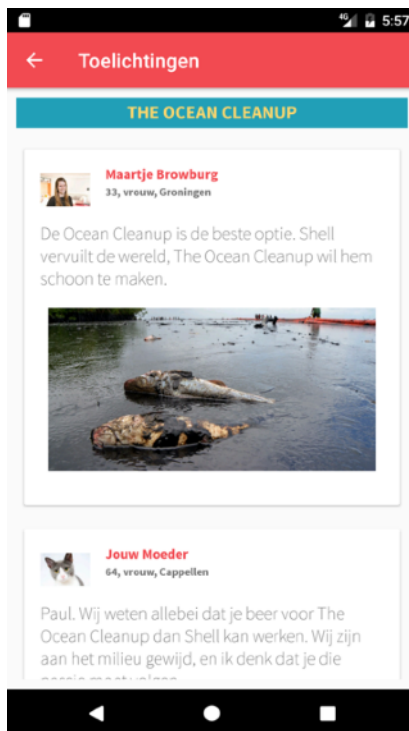 4G 5:57
Toelichtingen
THE OCEAN CLEANUP
Maartje Browburg
33, vrouw, Groningen
De Ocean Cleanup is de beste optie. Shell
vervuilt de wereld, The Ocean Cleanup wil hem
schoon te maken.
Jouw Moeder
64, vrouw, Cappellen
Paul. Wij weten allebei dat je beer voor The
Ocean Cleanup dan Shell kan werken. Wij zijn
aan het milieu gewijd, en ik denk dat je die